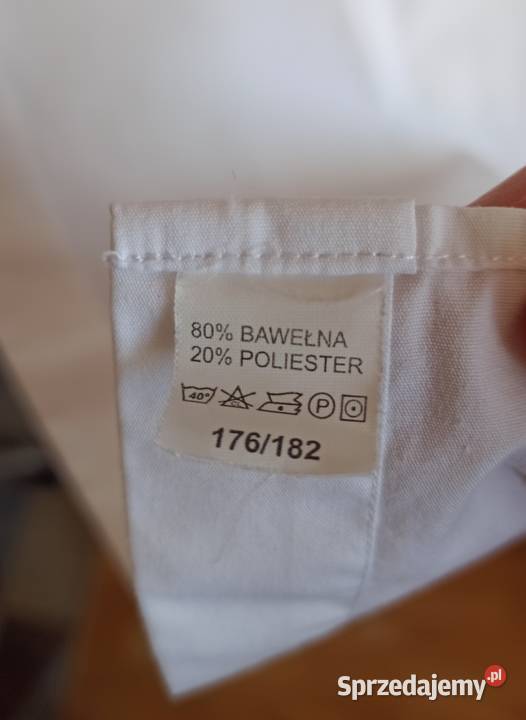 80% BAWEŁNA
20% POLIESTER
40° P
176/182
Sprzedajemy.pl